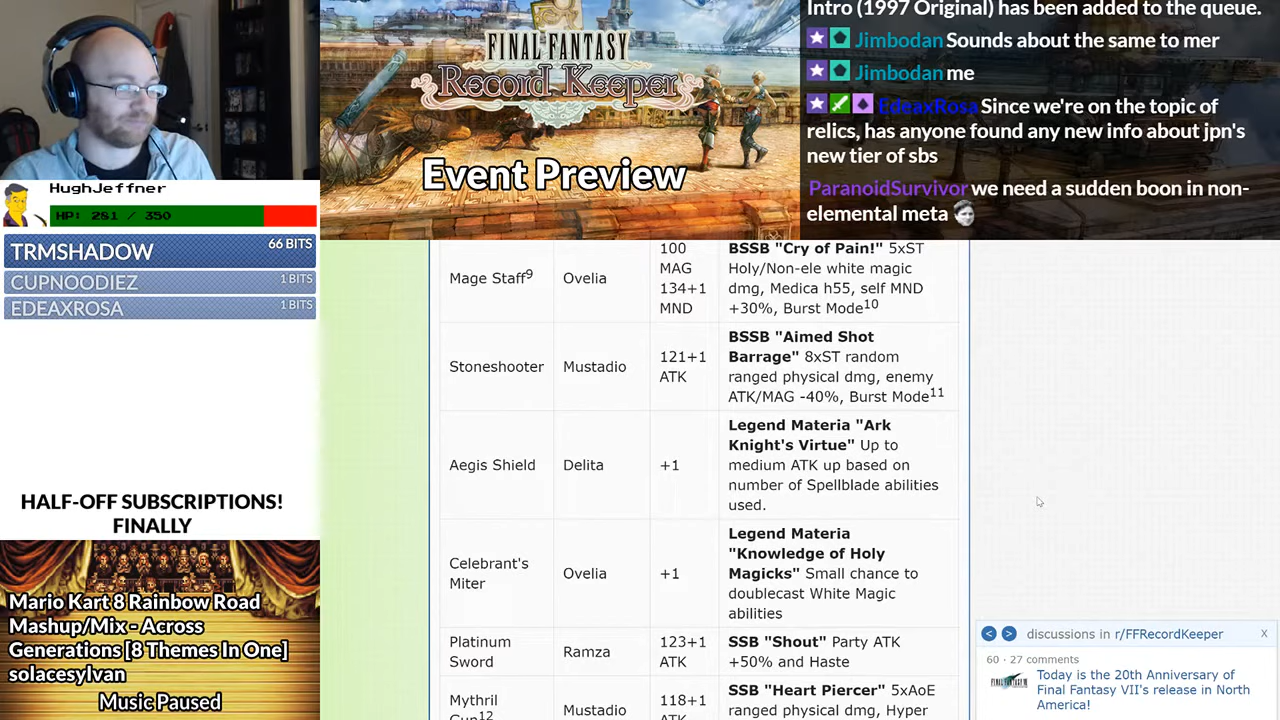 HughJeffner
HP: 281 / 350
TRMSHADOW 66 BITS
CUPNOODIEZ 1 BITS
EDEAXROSA 1 BITS
HALF-OFF SUBSCRIPTIONS!
FINALLY
Mario Kart 8 Rainbow Road
Mashup/Mix - Across
Generations [8 Themes In One]
solacesylvan
Music Paused
FINAL FANTASY
Record Keeper
Event Preview
Intro (1997 Original) has been added to the queue.
Jimbodan Sounds about the same to mer
Jimbodan me
EdeaxRosa Since we're on the topic of
relics, has anyone found any new info about jpn's
new tier of sbs
ParanoidSurvivor we need a sudden boon in non-
elemental meta
Mage Staff9
Ovelia
100
MAG
134+1
MND
BSSB "Cry of Pain!" 5xST
Holy/Non-ele white magic
dmg, Medica h55, self MND
+30%, Burst Mode10
Stoneshooter
Mustadio
121+1
ATK
BSSB "Aimed Shot
Barrage" 8xST random
ranged physical dmg, enemy
ATK/MAG -40%, Burst Mode11
Aegis Shield
Delita
+1
Legend Materia "Ark
Knight's Virtue" Up to
medium ATK up based on
number of Spellblade abilities
used.
Celebrant's
Miter
Ovelia
+1
Legend Materia
"Knowledge of Holy
Magicks" Small chance to
doublecast White Magic
abilities
Platinum
Sword
Ramza
123+1
ATK
SSB "Shout" Party ATK
+50% and Haste
Mythril
Gun12
Mustadio
118+1
ATK
SSB "Heart Piercer" 5xAoE
ranged physical dmg, Hyper
discussions in r/FFRecordKeeper X
60 · 27 comments
Today is the 20th Anniversary of
Final Fantasy VII's release in North
America!